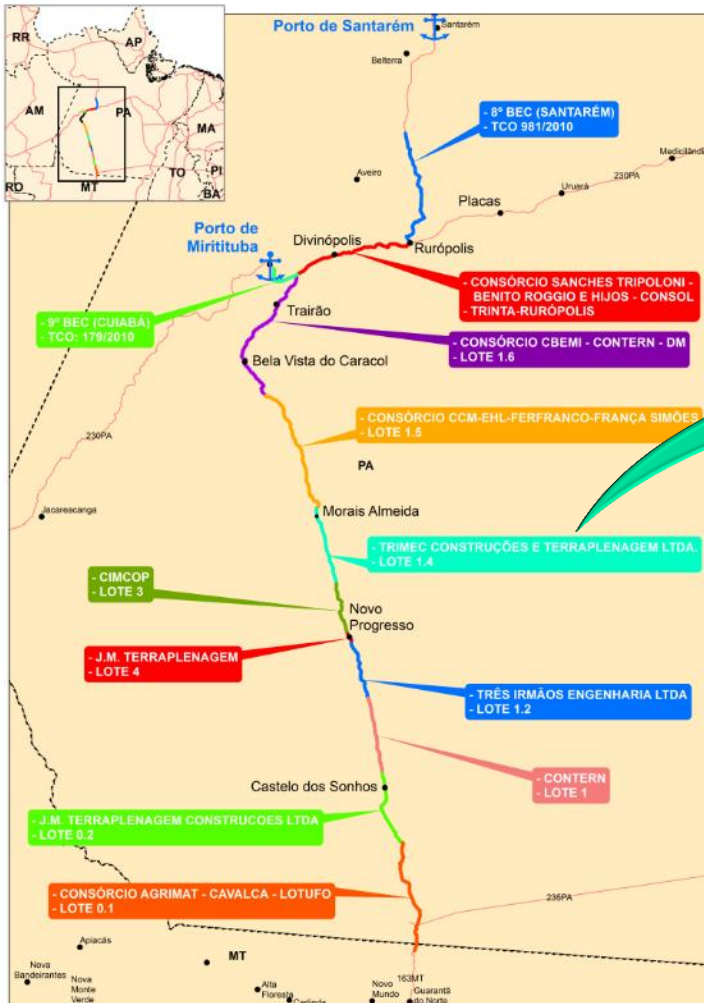 RR
AP
AM
PA
MA
TO
PI
RO
MT
BA
Porto de Santarém
Santarém
Belterra
- 8º BEC (SANTARÉM)
- TCO 981/2010
Medicilândia
Aveiro
Uruará
230PA
Placas
Porto de
Miritituba
Divinópolis
Rurópolis
- CONSÓRCIO SANCHES TRIPOLONI -
BENITO ROGGIO E HIJOS - CONSOL
- TRINTA-RURÓPOLIS
- 9º BEC (CUIABÁ)
- TCO: 179/2010
Trairão
- CONSÓRCIO CBEMI - CONTERN - DM
- LOTE 1.6
Bela Vista do Caracol
- CONSÓRCIO CCM-EHL-FERFRANCO-FRANÇA SIMÕES
- LOTE 1.5
230PA
PA
Jacareacanga
Morais Almeida
- TRIMEC CONSTRUÇÕES E TERRAPLENAGEM LTDA.
- LOTE 1.4
- CIMCOP
- LOTE 3
Novo
Progresso
- J.M. TERRAPLENAGEM
- LOTE 4
- TRÊS IRMÃOS ENGENHARIA LTDA
- LOTE 1.2
- CONTERN
- LOTE 1
Castelo dos Sonhos
- J.M. TERRAPLENAGEM CONSTRUCOES LTDA
- LOTE 0.2
- CONSÓRCIO AGRIMAT - CAVALCA - LOTUFO
- LOTE 0.1
235PA
Apiacás
MT
Nova
Bandeirantes
Nova
Monte
Verde
163MT
Alta
Floresta
Novo
Mundo
Guarantã
do Norte